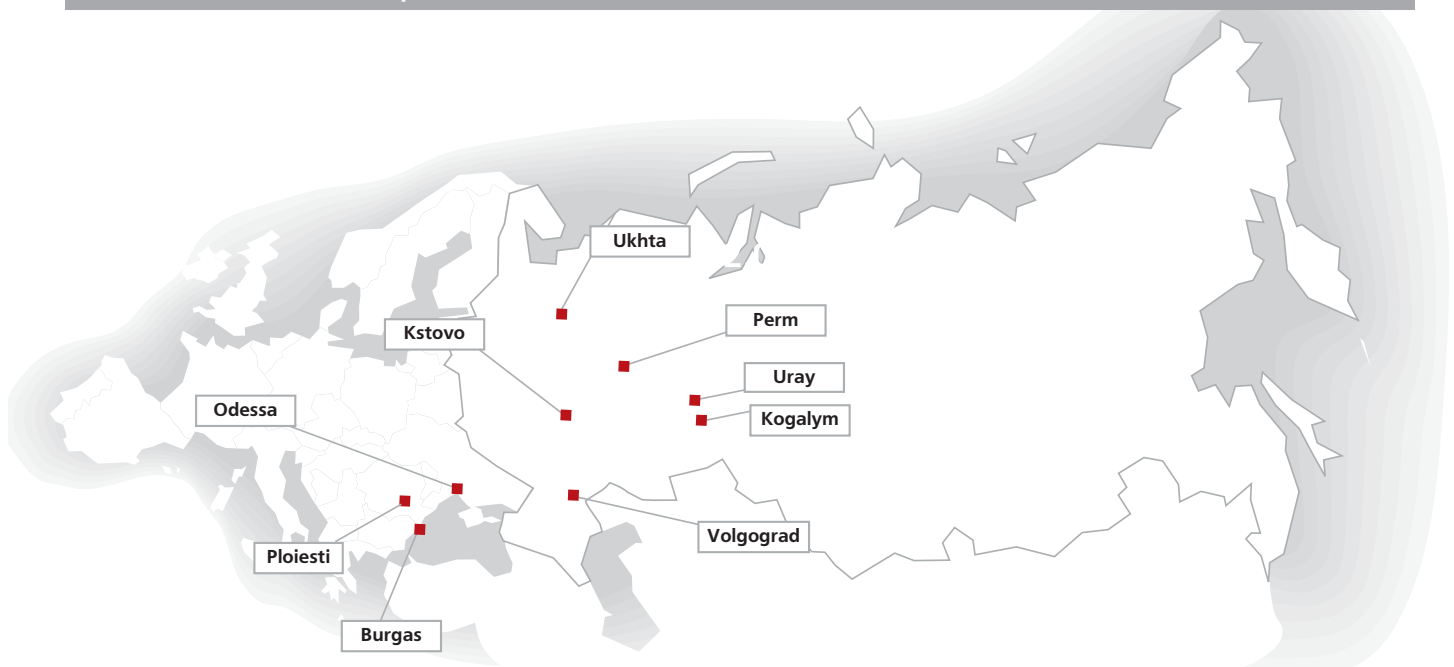 Ukhta
Perm
Kstovo
Uray
Odessa
Kogalym
Volgograd
Ploiesti
Burgas